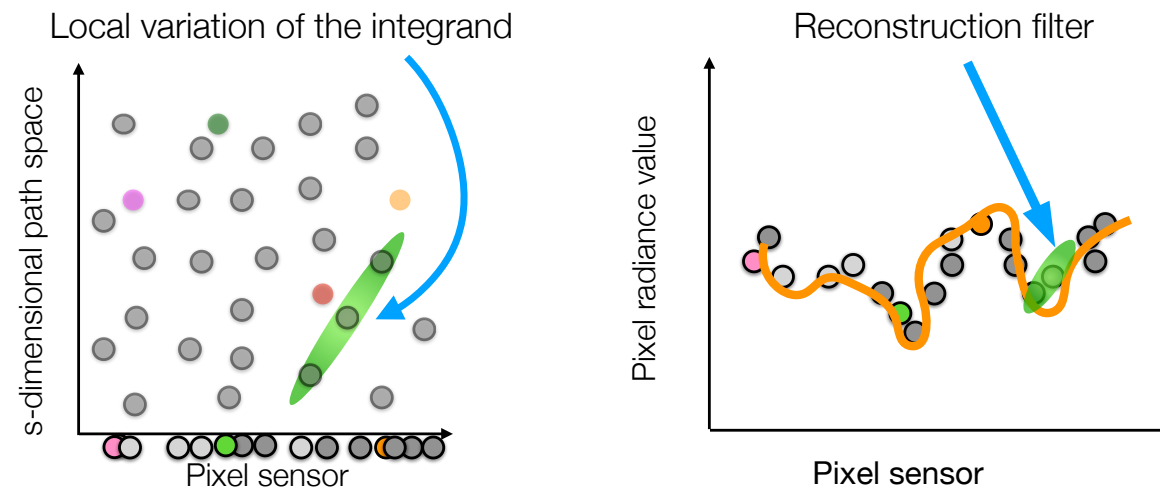 Local variation of the integrand
s-dimensional path space
Pixel sensor
Reconstruction filter
Pixel radiance value
Pixel sensor